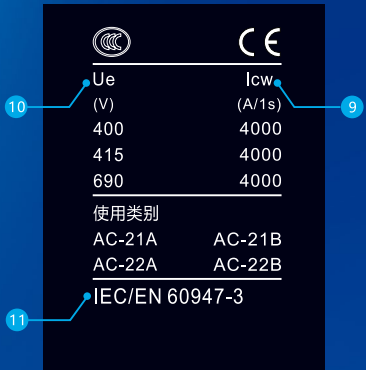 CCC CE
Ue Icw
10 (V) (A/1s) 9
400 4000
415 4000
690 4000
使用类别
AC-21A AC-21B
AC-22A AC-22B
IEC/EN 60947-3
11